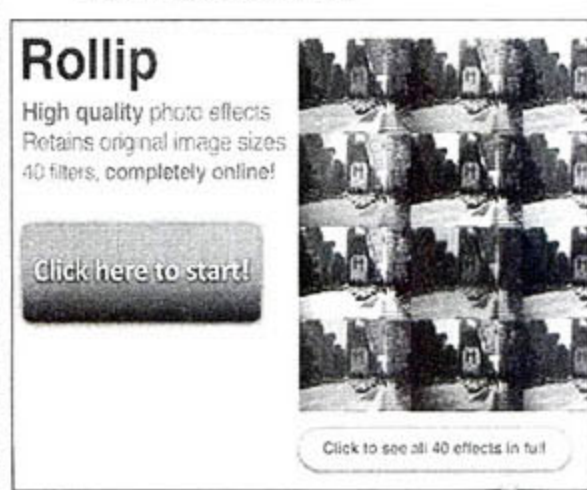 Rollip
High quality photo effects
Retains original image sizes
40 filters, completely online!
Click here to start!
Click to see all 40 effects in full